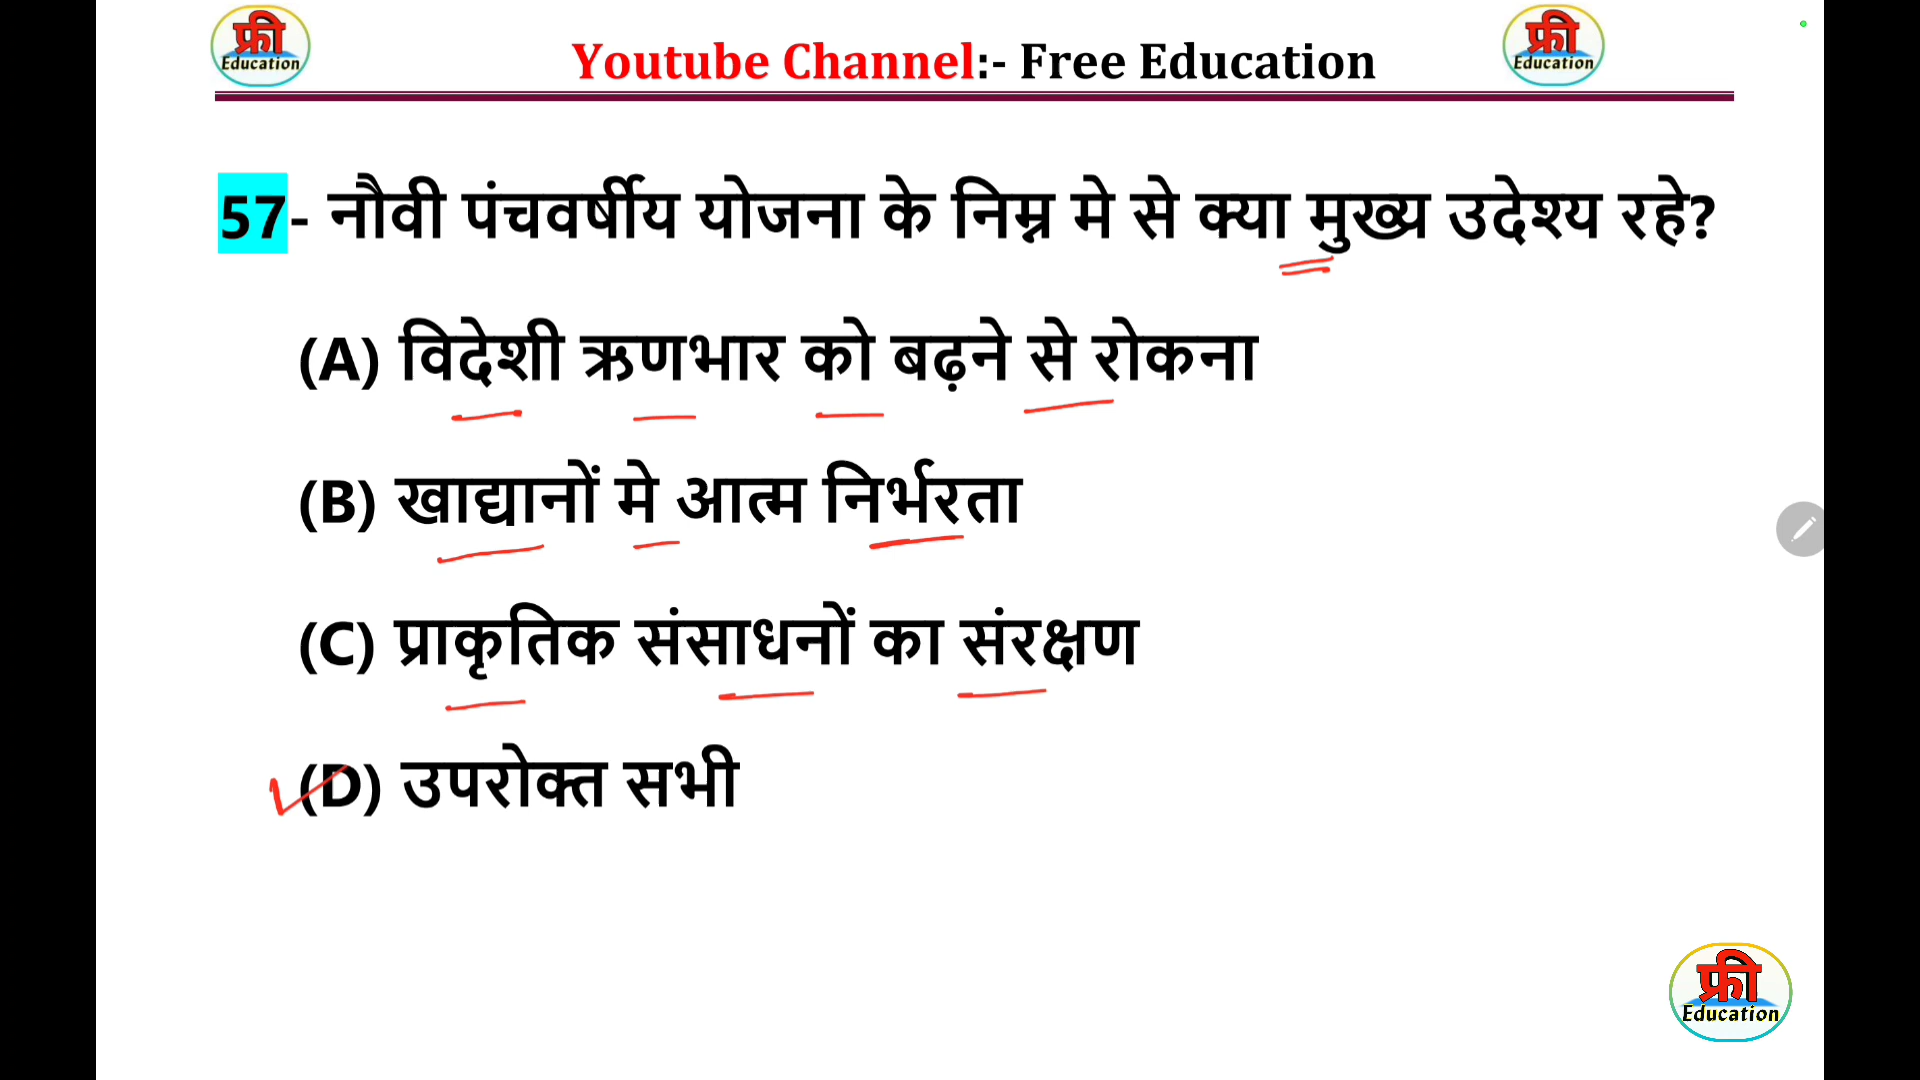 फ्री
Education
Youtube Channel:- Free Education
फ्री
Education
57- नौवी पंचवर्षीय योजना के निम्न मे से क्या मुख्य उदेश्य रहे?
(A) विदेशी ऋणभार को बढ़ने से रोकना
(B) खाद्यानों मे आत्म निर्भरता
(C) प्राकृतिक संसाधनों का संरक्षण
(D) उपरोक्त सभी
फ्री
Education